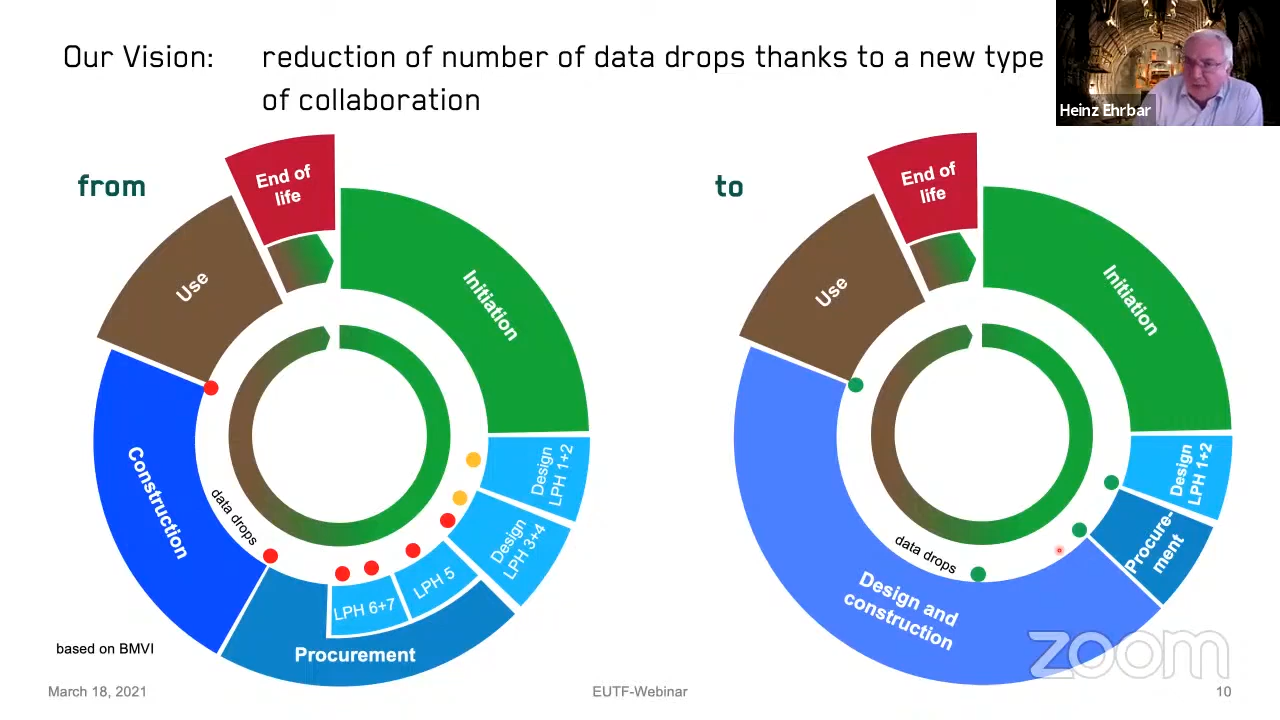 Our Vision: reduction of number of data drops thanks to a new type
of collaboration
Heinz Ehrbar
from
End of
life
Use
Initiation
Design
LPH 1+2
Design
LPH 3+4
LPH 5
LPH 6+7
Procurement
Construction
data drops
based on BMVI
to
End of
life
Use
Initiation
Design
LPH 1+2
Procure-
ment
Design and
construction
data drops
zoom
March 18, 2021
EUTF-Webinar
10